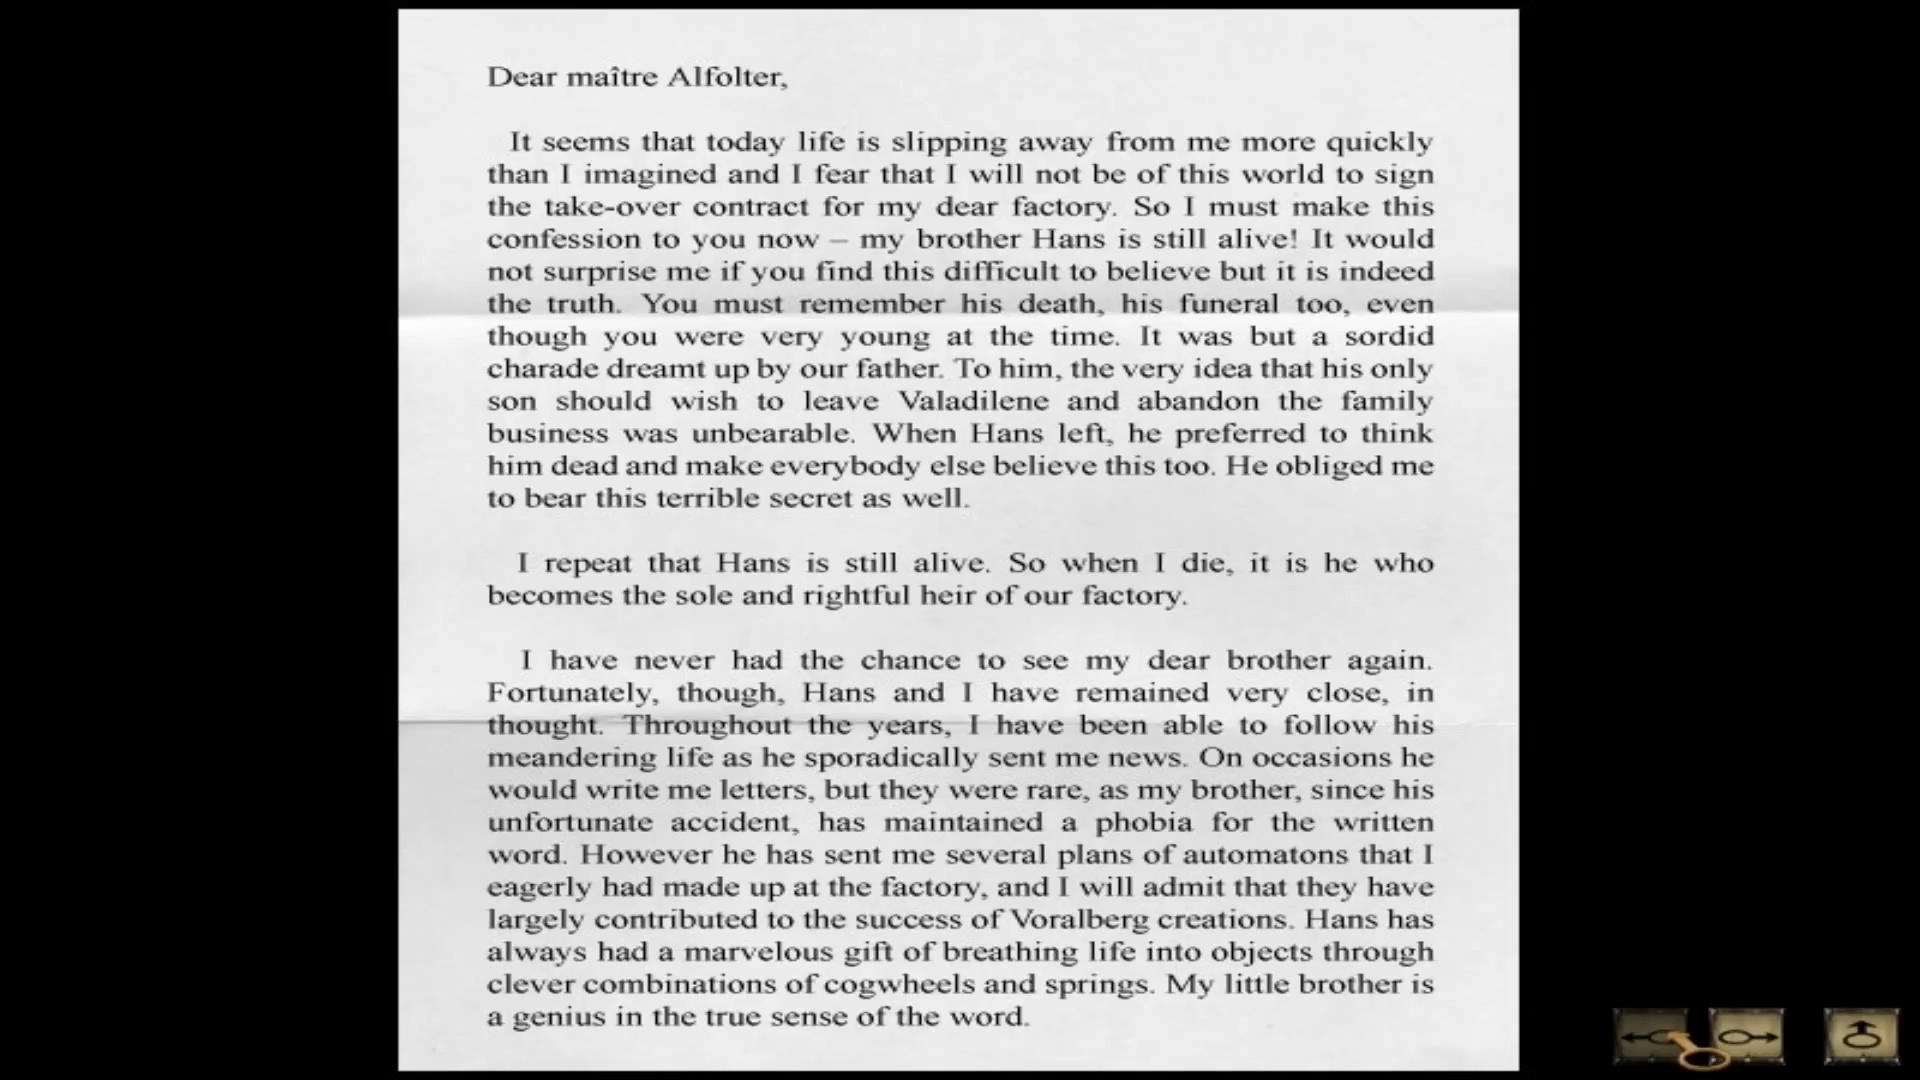 Dear maître Alfolter,
It seems that today life is slipping away from me more quickly
than I imagined and I fear that I will not be of this world to sign
the take-over contract for my dear factory. So I must make this
confession to you now – my brother Hans is still alive! It would
not surprise me if you find this difficult to believe but it is indeed
the truth. You must remember his death, his funeral too, even
though you were very young at the time. It was but a sordid
charade dreamt up by our father. To him, the very idea that his only
son should wish to leave Valadilene and abandon the family
business was unbearable. When Hans left, he preferred to think
him dead and make everybody else believe this too. He obliged me
to bear this terrible secret as well.
I repeat that Hans is still alive. So when I die, it is he who
becomes the sole and rightful heir of our factory.
I have never had the chance to see my dear brother again.
Fortunately, though, Hans and I have remained very close, in
thought. Throughout the years, I have been able to follow his
meandering life as he sporadically sent me news. On occasions he
would write me letters, but they were rare, as my brother, since his
unfortunate accident, has maintained a phobia for the written
word. However he has sent me several plans of automatons that I
eagerly had made up at the factory, and I will admit that they have
largely contributed to the success of Voralberg creations. Hans has
always had a marvelous gift of breathing life into objects through
clever combinations of cogwheels and springs. My little brother is
a genius in the true sense of the word.